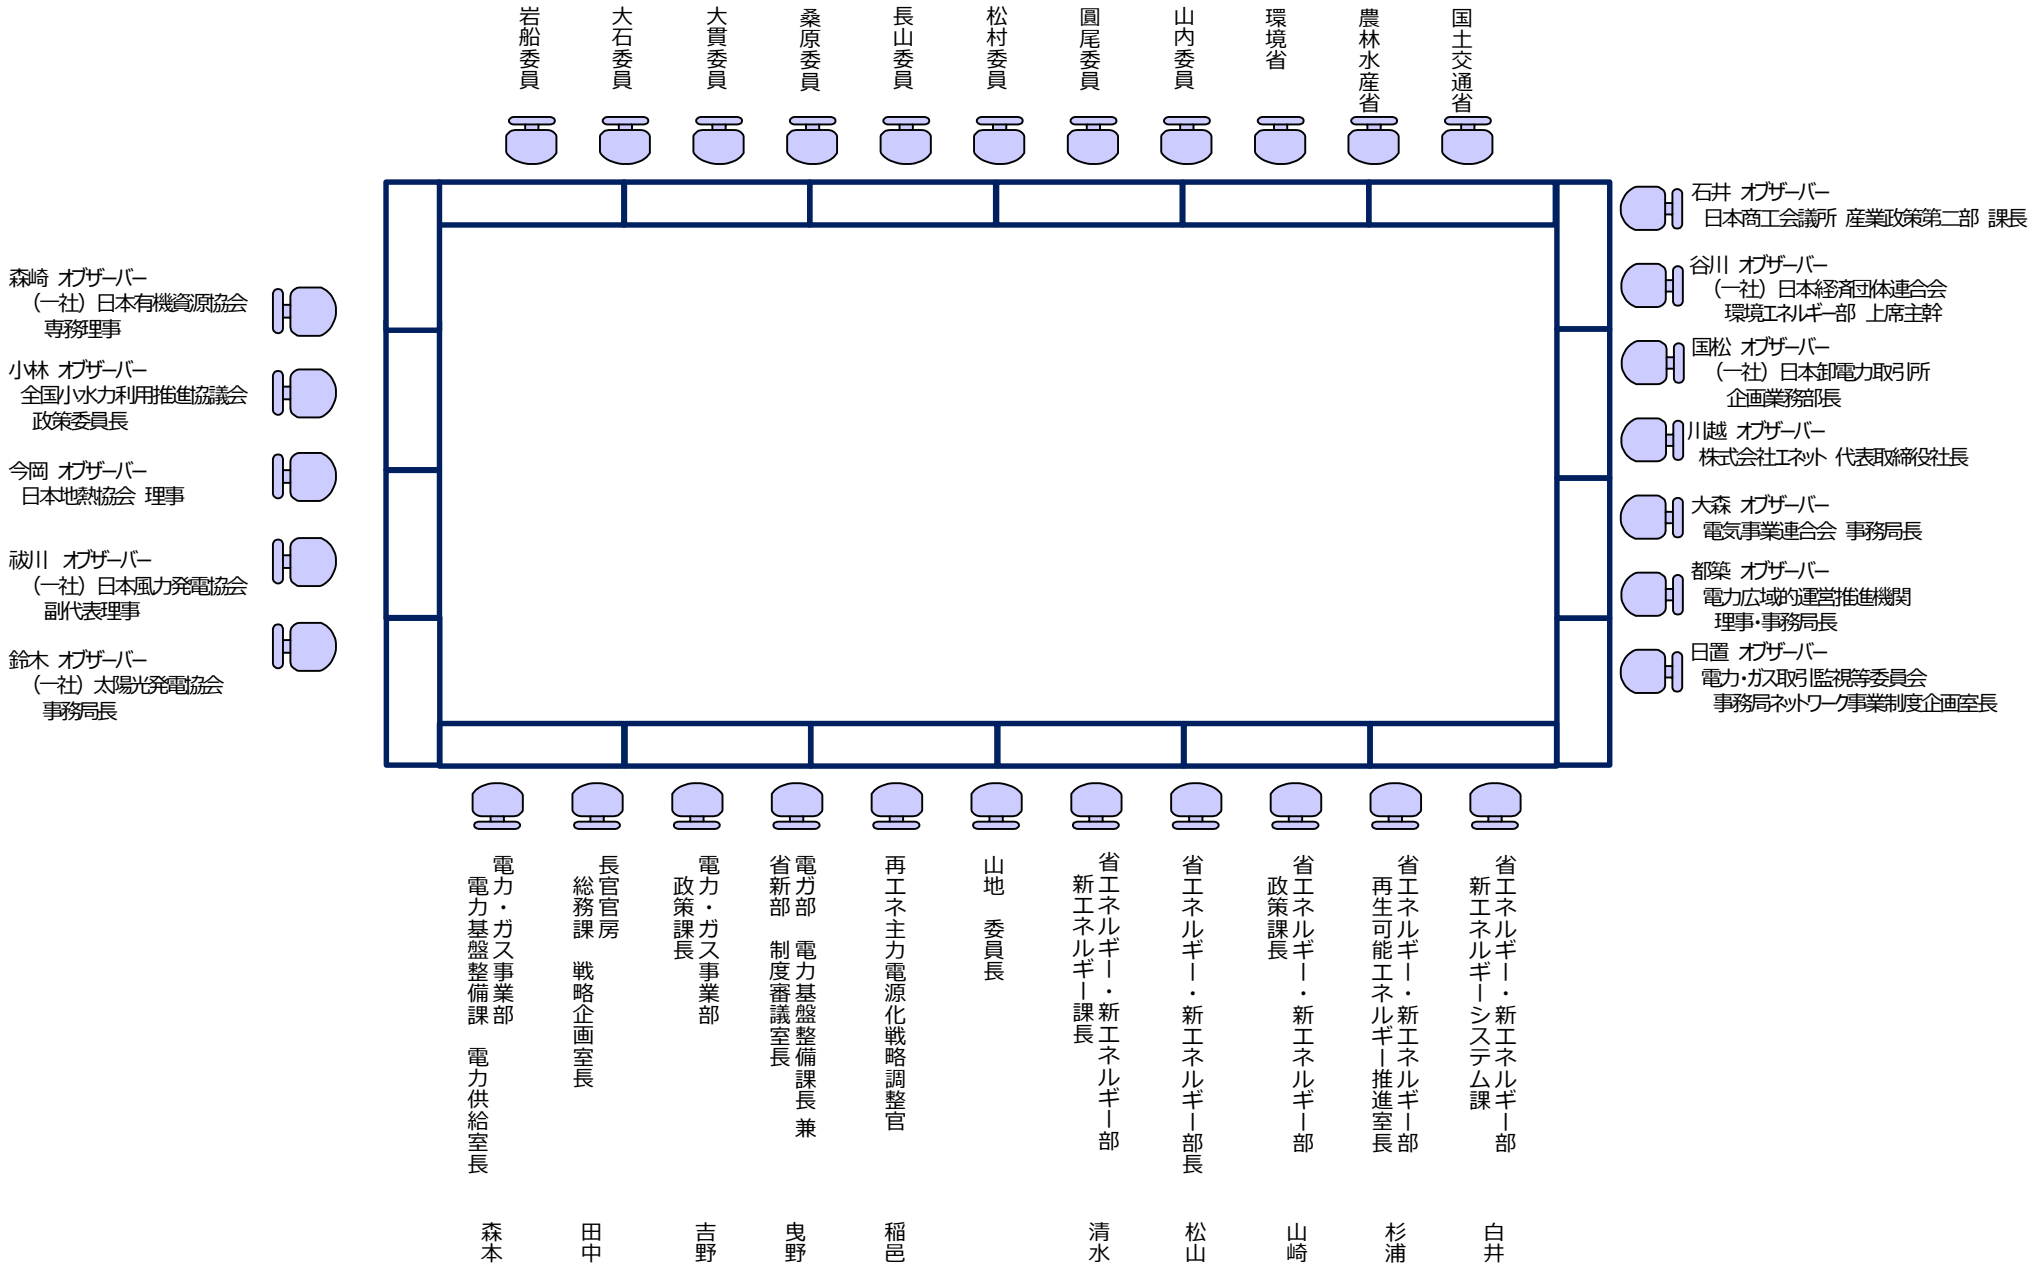 岩船委員
大石委員
大貫委員
桑原委員
長山委員
松村委員
圓尾委員
山内委員
環境省
農林水産省
国土交通省
森崎 オブザーバー
（一社）日本有機資源協会
専務理事
小林 オブザーバー
全国小水力利用推進協議会
政策委員長
今岡 オブザーバー
日本地熱協会 理事
祓川 オブザーバー
（一社）日本風力発電協会
副代表理事
鈴木 オブザーバー
（一社）太陽光発電協会
事務局長
石井 オブザーバー
日本商工会議所 産業政策第二部 課長
谷川 オブザーバー
（一社）日本経済団体連合会
環境エネルギー部 上席主幹
国松 オブザーバー
（一社）日本卸電力取引所
企画業務部長
川越 オブザーバー
株式会社エネット 代表取締役社長
大森 オブザーバー
電気事業連合会 事務局長
都築 オブザーバー
電力広域的運営推進機関
理事・事務局長
日置 オブザーバー
電力・ガス取引監視等委員会
事務局ネットワーク事業制度企画室長
電力・ガス事業部
電力基盤整備課 電力供給室長
森本
長官官房
総務課 戦略企画室長
田中
電力・ガス事業部
政策課長
吉野
電ガ部 電力基盤整備課長 兼
省新部 制度審議室長
曳野
再エネ主力電源化戦略調整官
稲邑
山地 委員長
省エネルギー・新エネルギー部
新エネルギー課長
清水
省エネルギー・新エネルギー部長
松山
省エネルギー・新エネルギー部
政策課長
山崎
省エネルギー・新エネルギー部
再生可能エネルギー推進室長
杉浦
省エネルギー・新エネルギー部
新エネルギーシステム課
白井